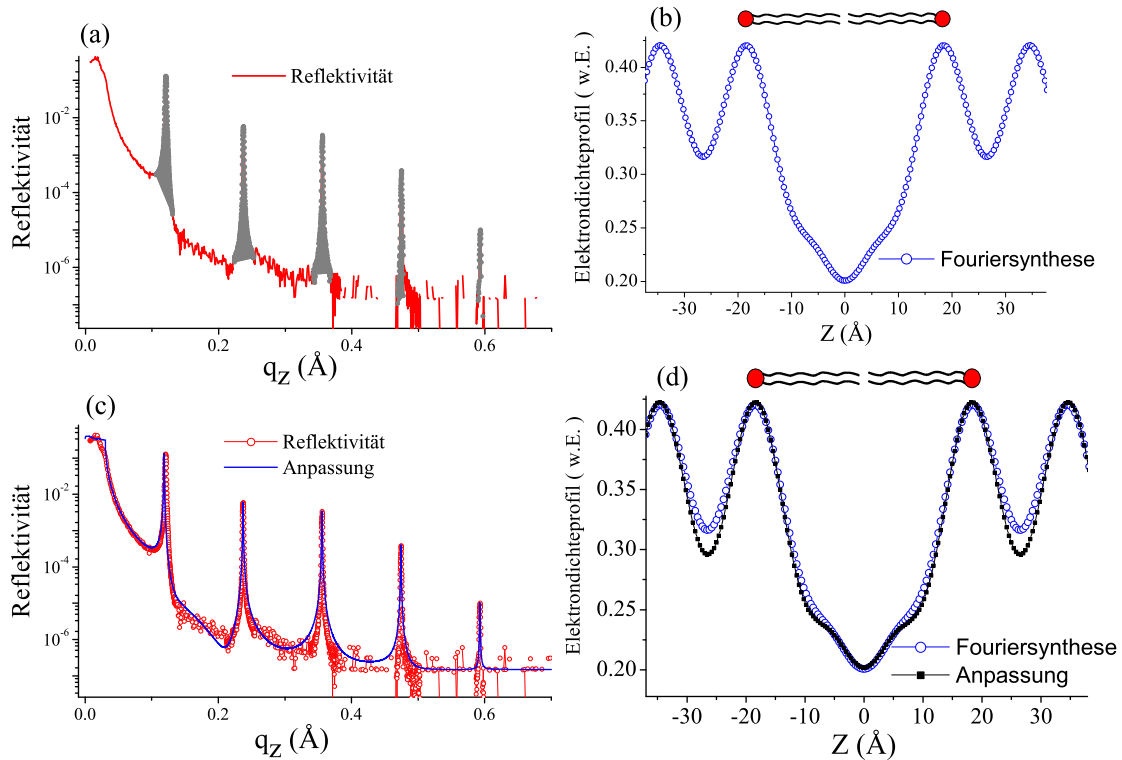 (a)
Reflektivität
10⁻²
10⁻⁴
10⁻⁶
Reflektivität
0.0 0.2 0.4 0.6
q_Z (Å)
(b)
0.40
0.35
0.30
0.25
0.20
Elektrondichteprofil ( w.E. )
Fouriersynthese
-30 -20 -10 0 10 20 30
Z (Å)
(c)
Reflektivität
Anpassung
10⁻²
10⁻⁴
10⁻⁶
Reflektivität
0.0 0.2 0.4 0.6
q_Z (Å)
(d)
0.40
0.35
0.30
0.25
0.20
Elektrondichteprofil ( w.E. )
Fouriersynthese
Anpassung
-30 -20 -10 0 10 20 30
Z (Å)